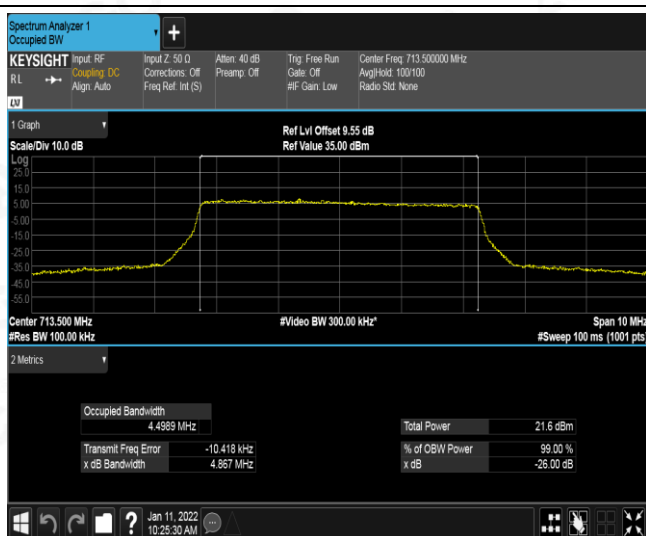 Spectrum Analyzer 1
Occupied BW
+
KEYSIGHT
RL
Input: RF
Coupling: DC
Align: Auto
Input Z: 50 Ω
Corrections: Off
Freq Ref: Int (S)
Atten: 40 dB
Preamp: Off
Trig: Free Run
Gate: Off
#IF Gain: Low
Center Freq: 713.500000 MHz
Avg|Hold: 100/100
Radio Std: None
LXI
1 Graph
Scale/Div 10.0 dB
Ref Lvl Offset 9.55 dB
Ref Value 35.00 dBm
Log
25.0
15.0
5.00
-5.00
-15.0
-25.0
-35.0
-45.0
-55.0
Center 713.500 MHz
#Res BW 100.00 kHz
#Video BW 300.00 kHz*
Span 10 MHz
#Sweep 100 ms (1001 pts)
2 Metrics
Occupied Bandwidth
4.4989 MHz
Transmit Freq Error -10.418 kHz
x dB Bandwidth 4.867 MHz
Total Power 21.6 dBm
% of OBW Power 99.00 %
x dB -26.00 dB
?
Jan 11, 2022
10:25:30 AM